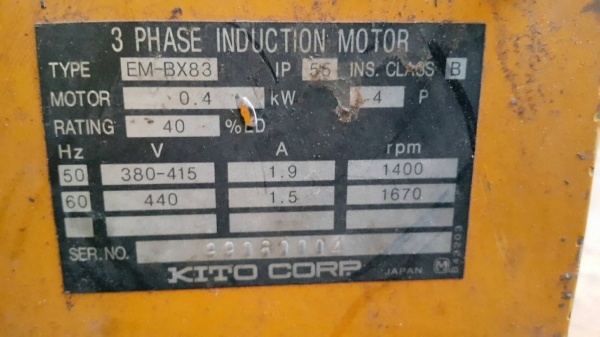 3 PHASE INDUCTION MOTOR
TYPE EM-BX83 IP 55 INS. CLASS B
MOTOR 0.4 kW 4 P
RATING 40 %ED
Hz V A rpm
50 380-415 1.9 1400
60 440 1.5 1670
SER.NO.
KITO CORP. JAPAN M